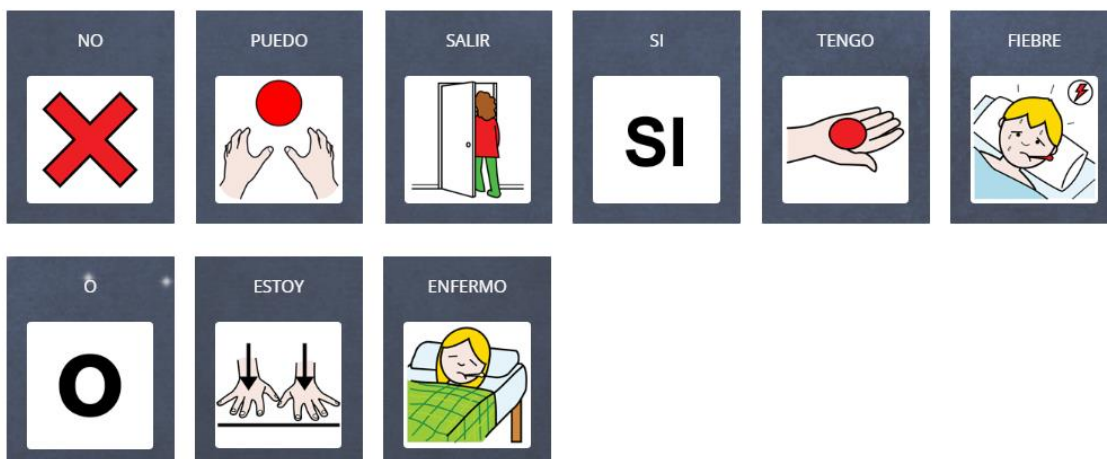 NO PUEDO SALIR SI TENGO FIEBRE
SI
O ESTOY ENFERMO
O